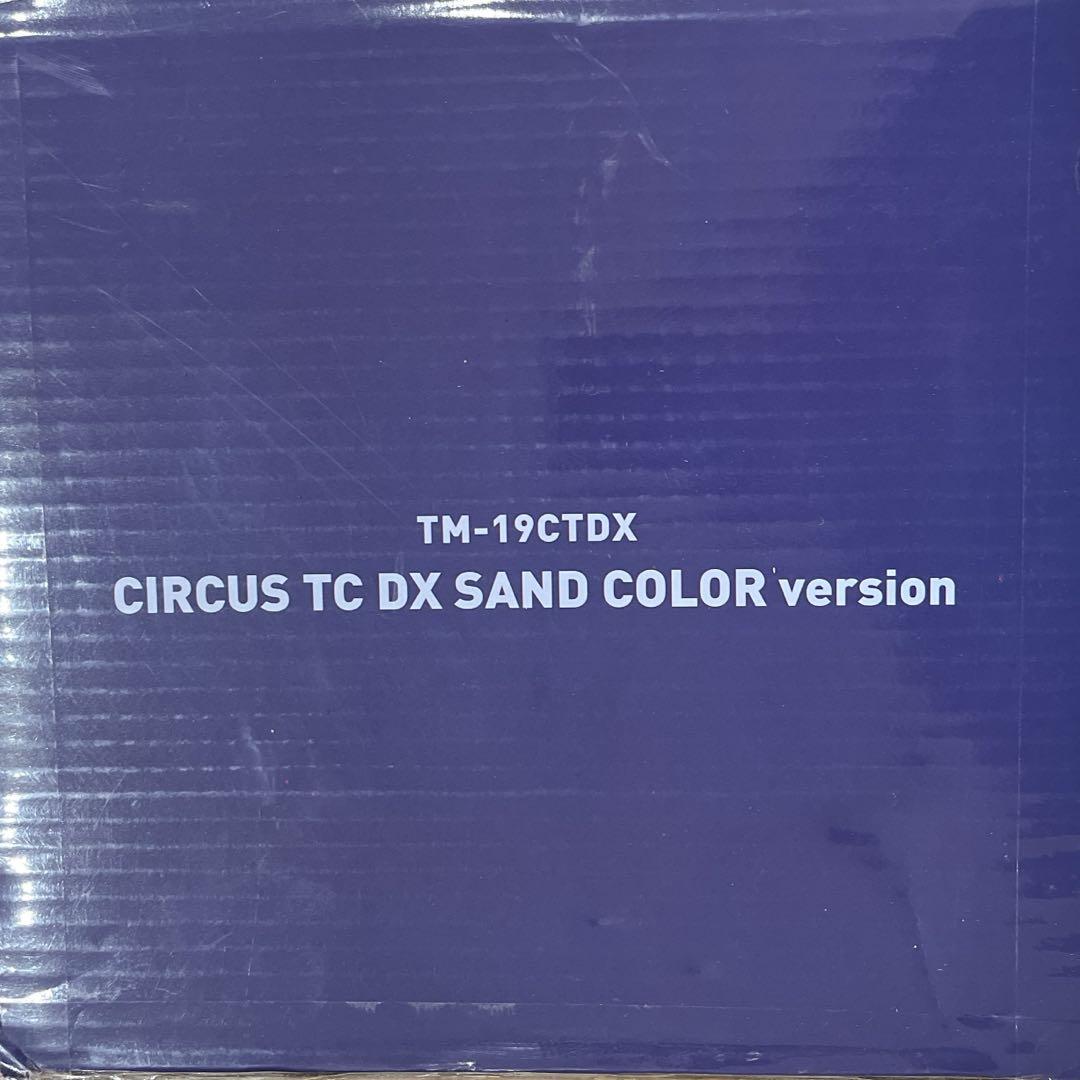 TM-19CTDX
CIRCUS TC DX SAND COLOR version